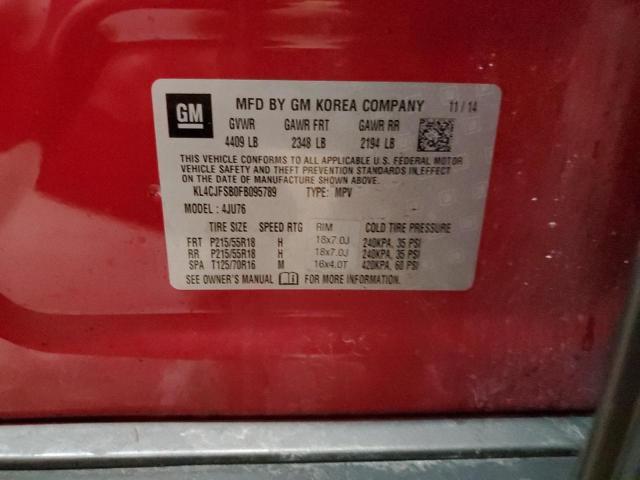 GM MFD BY GM KOREA COMPANY 11/14
GVWR GAWR FRT GAWR RR
4409 LB 2348 LB 2194 LB
THIS VEHICLE CONFORMS TO ALL APPLICABLE U.S. FEDERAL MOTOR
VEHICLE SAFETY AND THEFT PREVENTION STANDARDS IN EFFECT ON
THE DATE OF MANUFACTURE SHOWN ABOVE.
KL4CJFSB0FB095789 TYPE: MPV
MODEL: 4JU76
TIRE SIZE SPEED RTG RIM COLD TIRE PRESSURE
FRT P215/55R18 H 18x7.0J 240KPA, 35 PSI
RR P215/55R18 H 18x7.0J 240KPA, 35 PSI
SPA T125/70R16 M 16x4.0T 420KPA, 60 PSI
SEE OWNER'S MANUAL FOR MORE INFORMATION.